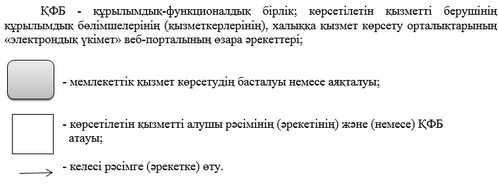 ҚФБ - құрылымдық-функционалдық бірлік; көрсетілетін қызметті берушінің
құрылымдық бөлімшелерінің (қызметкерлерінің), халыққа қызмет көрсету орталықтарының
«электрондық үкімет» веб-порталының өзара әрекеттері;
- мемлекеттік қызмет көрсетудің басталуы немесе аяқталуы;
- көрсетілетін қызметті алушы рәсімінің (әрекетінің) және (немесе) ҚФБ
атауы;
- келесі рәсімге (әрекетке) өту.